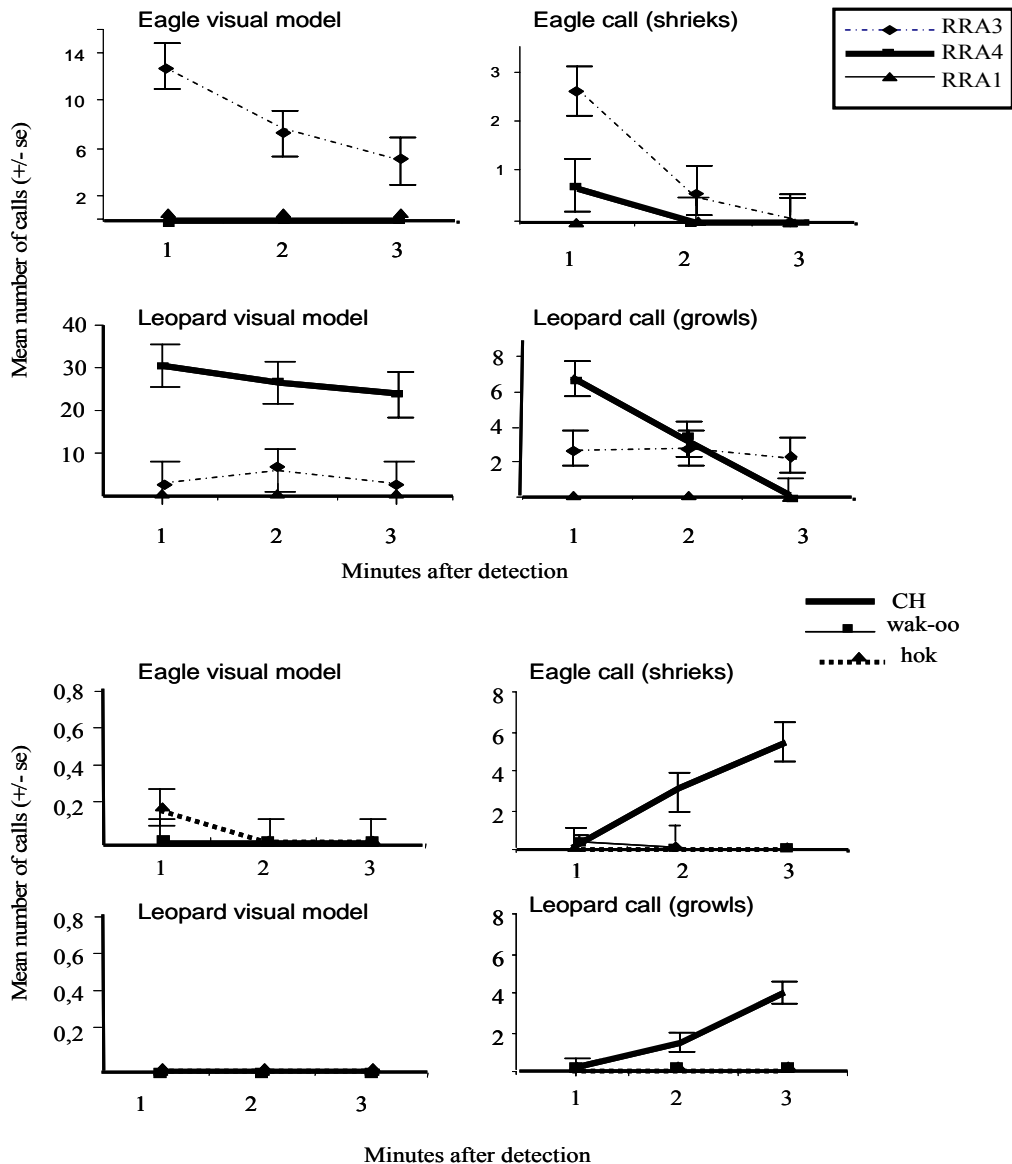 Eagle visual model
Eagle call (shrieks)
RRA3
RRA4
RRA1
14
10
6
2
1 2 3
3
2
1
1 2 3
Mean number of calls (+/- se)
Leopard visual model
Leopard call (growls)
40
30
20
10
1 2 3
8
6
4
2
1 2 3
Minutes after detection
CH
wak-oo
hok
Eagle visual model
Eagle call (shrieks)
0,8
0,6
0,4
0,2
1 2 3
8
6
4
2
1 2 3
Mean number of calls (+/- se)
Leopard visual model
Leopard call (growls)
0,8
0,6
0,4
0,2
1 2 3
8
6
4
2
1 2 3
Minutes after detection